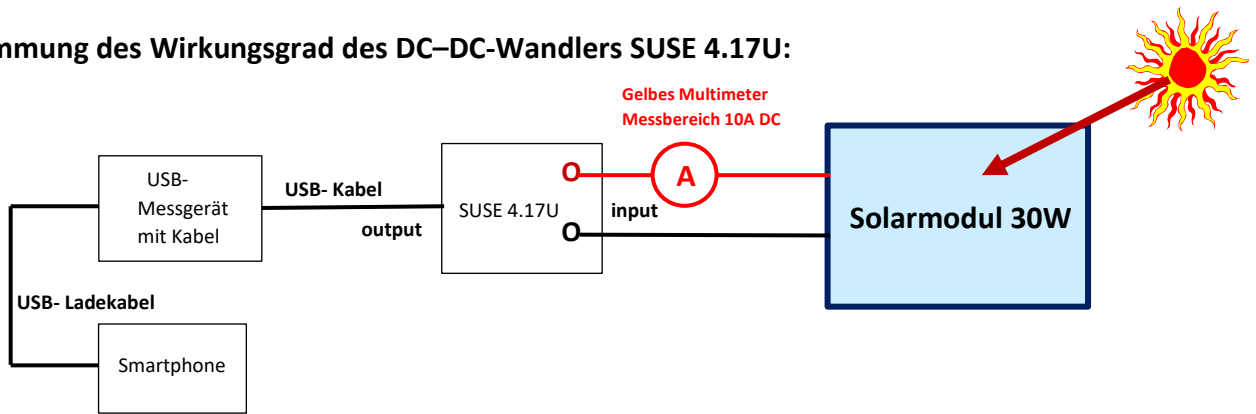 mmung des Wirkungsgrad des DC–DC-Wandlers SUSE 4.17U:
Gelbes Multimeter
Messbereich 10A DC
USB-
Messgerät
mit Kabel
USB- Kabel
output
SUSE 4.17U
O
O
input
A
Solarmodul 30W
USB- Ladekabel
Smartphone